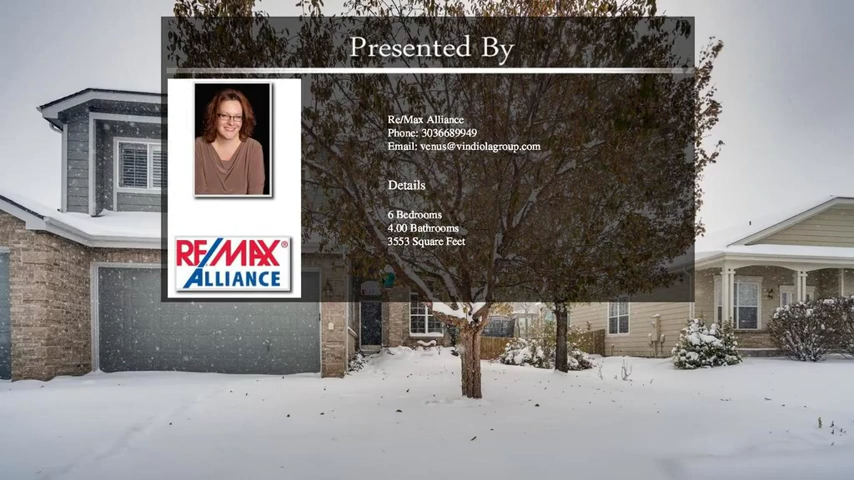 Presented By
Re/Max Alliance
Phone: 3036689949
Email: venus@vindiolagroup.com
Details
6 Bedrooms
4.00 Bathrooms
3553 Square Feet
RE/MAX®
ALLIANCE